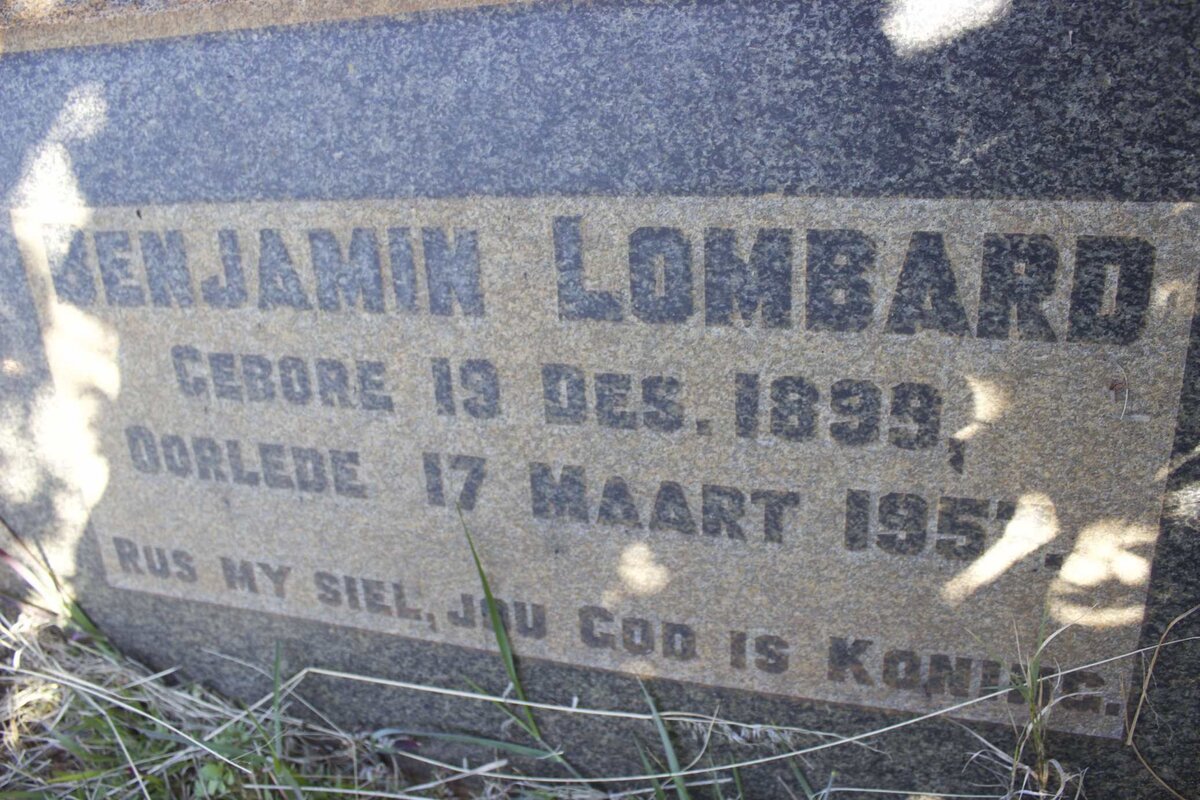 BENJAMIN LOMBARD
GEBORE 19 DES. 1899,
OORLEDE 17 MAART 1957.
RUS MY SIEL, JOU GOD IS KONING.